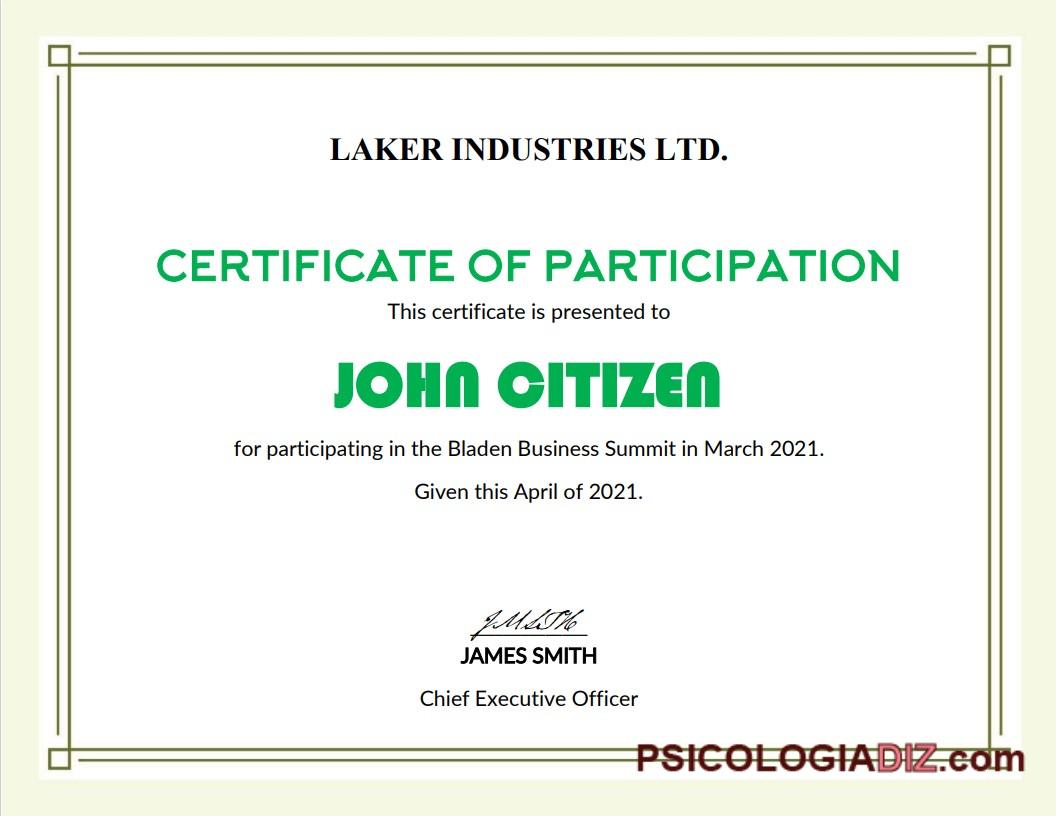 LAKER INDUSTRIES LTD.
CERTIFICATE OF PARTICIPATION
This certificate is presented to
JOHN CITIZEN
for participating in the Bladen Business Summit in March 2021.
Given this April of 2021.
JAMES SMITH
Chief Executive Officer
PSICOLOGIADIZ.com